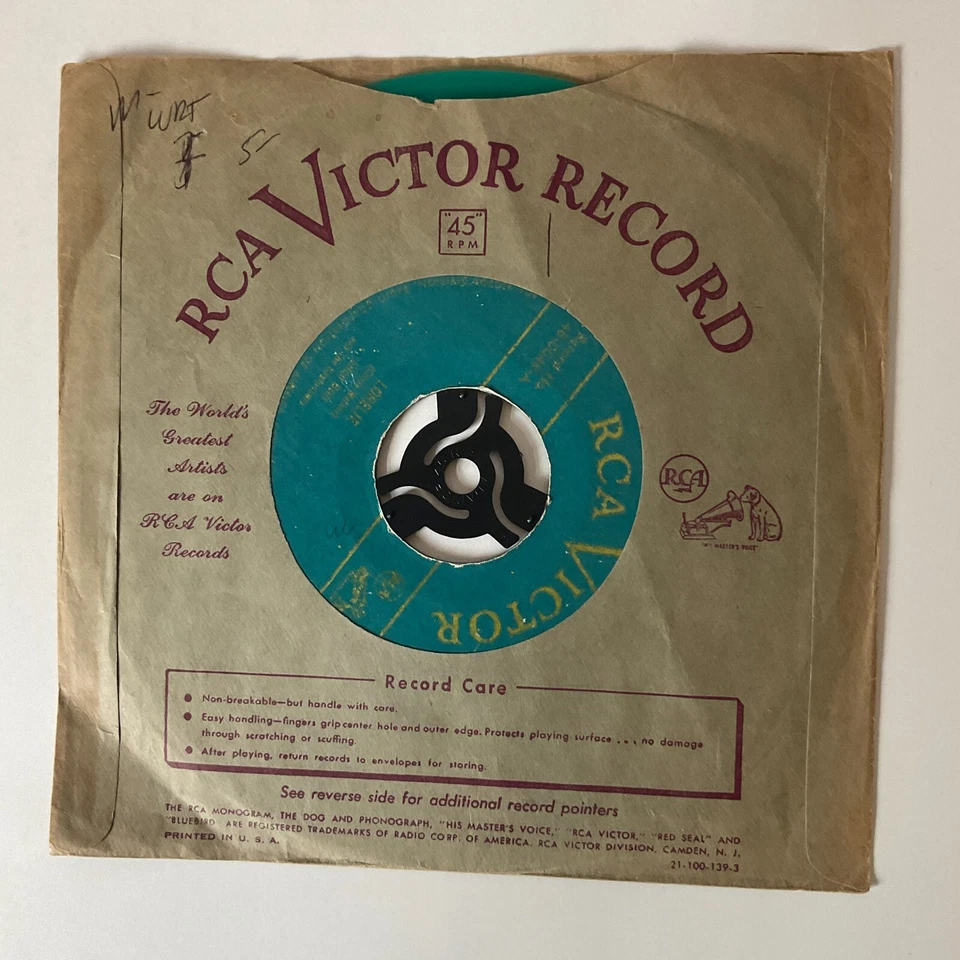 5-
RCA VICTOR RECORD
"45"
RPM
RCA VICTOR
The World's
Greatest
Artists
are on
RCA Victor
Records
RCA
"HIS MASTER'S VOICE"
Record Care
● Non-breakable—but handle with care.
● Easy handling—fingers grip center hole and outer edge. Protects playing surface . . . no damage
through scratching or scuffing.
● After playing, return records to envelopes for storing.
See reverse side for additional record pointers
THE RCA MONOGRAM, THE DOG AND PHONOGRAPH, "HIS MASTER'S VOICE," "RCA VICTOR," "RED SEAL" AND
"BLUEBIRD" ARE REGISTERED TRADEMARKS OF RADIO CORP. OF AMERICA. RCA VICTOR DIVISION, CAMDEN, N. J.
PRINTED IN U. S. A.
21-100-139-3